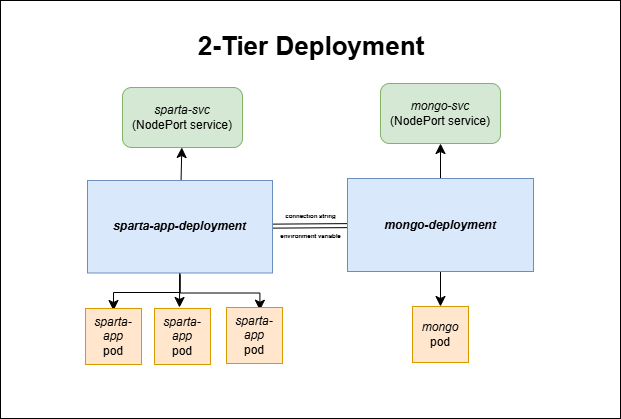 2-Tier Deployment
sparta-svc
(NodePort service)
mongo-svc
(NodePort service)
sparta-app-deployment
connection string
environment variable
mongo-deployment
sparta-
app
pod
sparta-
app
pod
sparta-
app
pod
mongo
pod